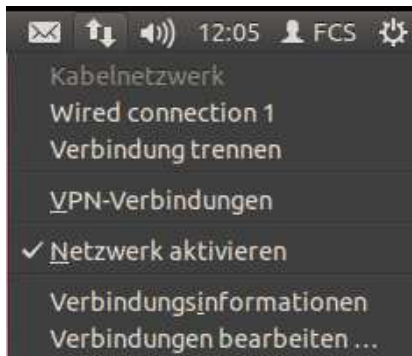 12:05 FCS
Kabelnetzwerk
Wired connection 1
Verbindung trennen
VPN-Verbindungen
Netzwerk aktivieren
Verbindungsinformationen
Verbindungen bearbeiten ...